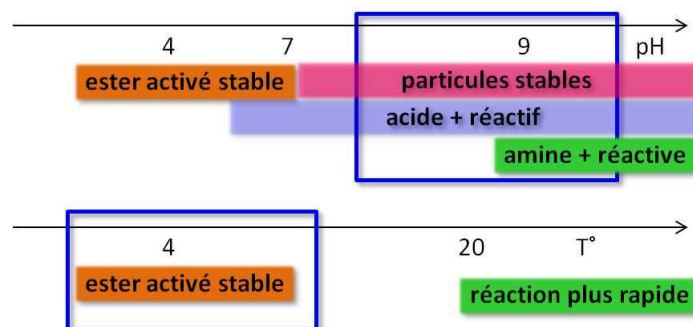 4 7 9 pH
ester activé stable particules stables
acide + réactif
amine + réactive
4 20 T°
ester activé stable
réaction plus rapide